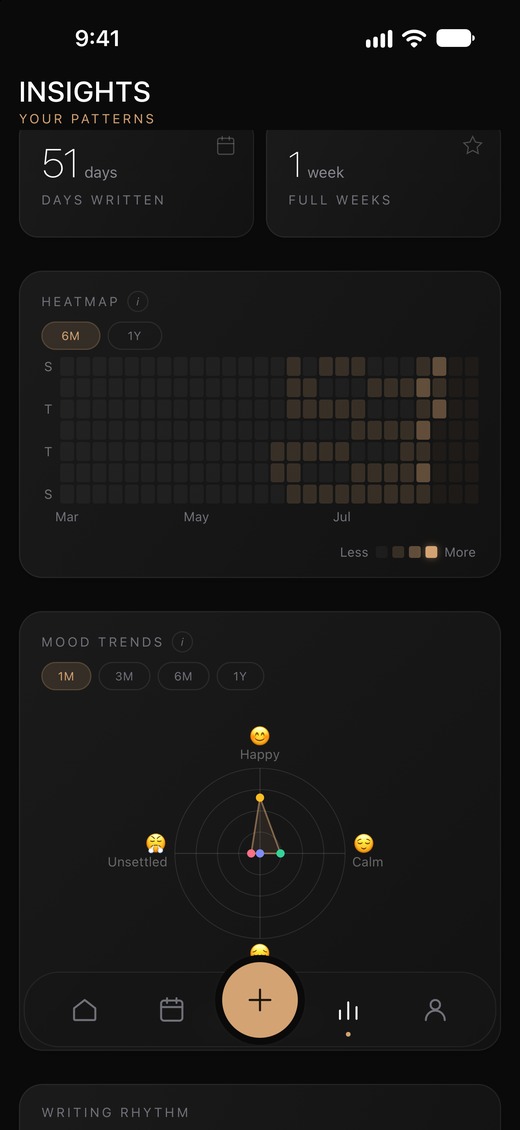 9:41
INSIGHTS
YOUR PATTERNS
51 days
DAYS WRITTEN
1 week
FULL WEEKS
HEATMAP i
6M 1Y
S
T
T
S
Mar May Jul
Less More
MOOD TRENDS i
1M 3M 6M 1Y
Happy
Unsettled Calm
WRITING RHYTHM